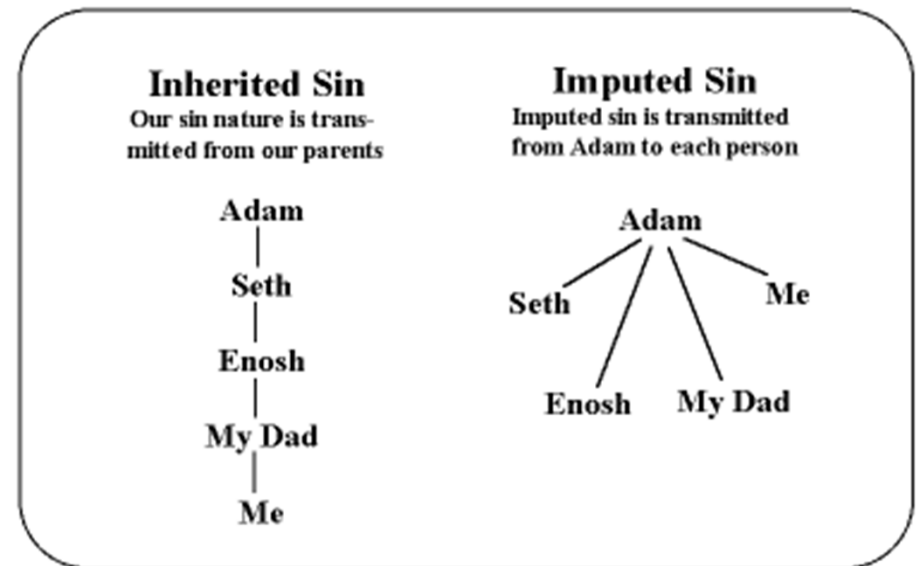 Inherited Sin
Our sin nature is trans-
mitted from our parents
Adam
Seth
Enosh
My Dad
Me
Imputed Sin
Imputed sin is transmitted
from Adam to each person
Adam
Seth
Me
Enosh
My Dad